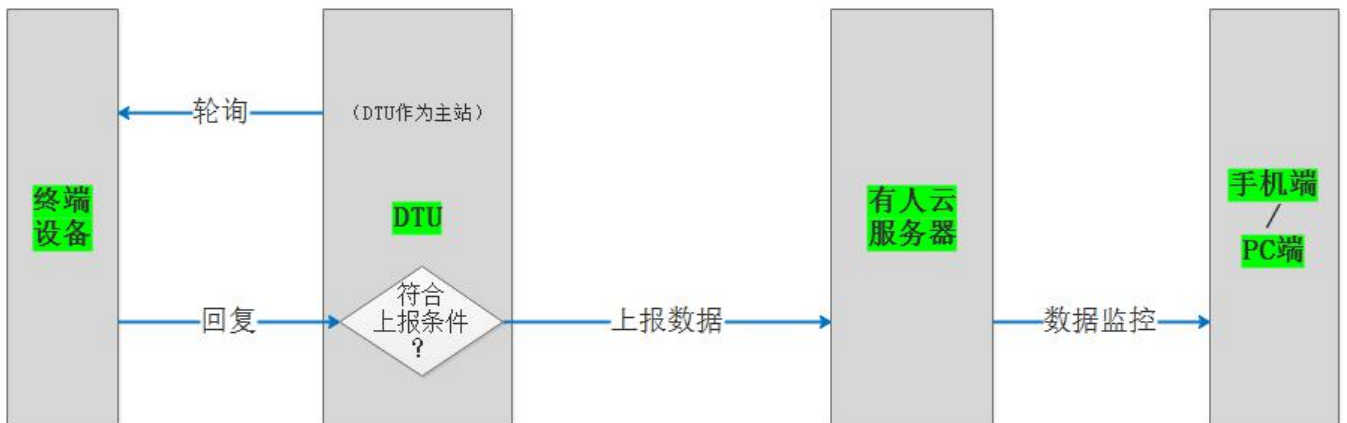 轮询
（DTU作为主站）
终端
设备
DTU
有人云
服务器
手机端
/
PC端
回复
符合
上报条件
？
上报数据
数据监控